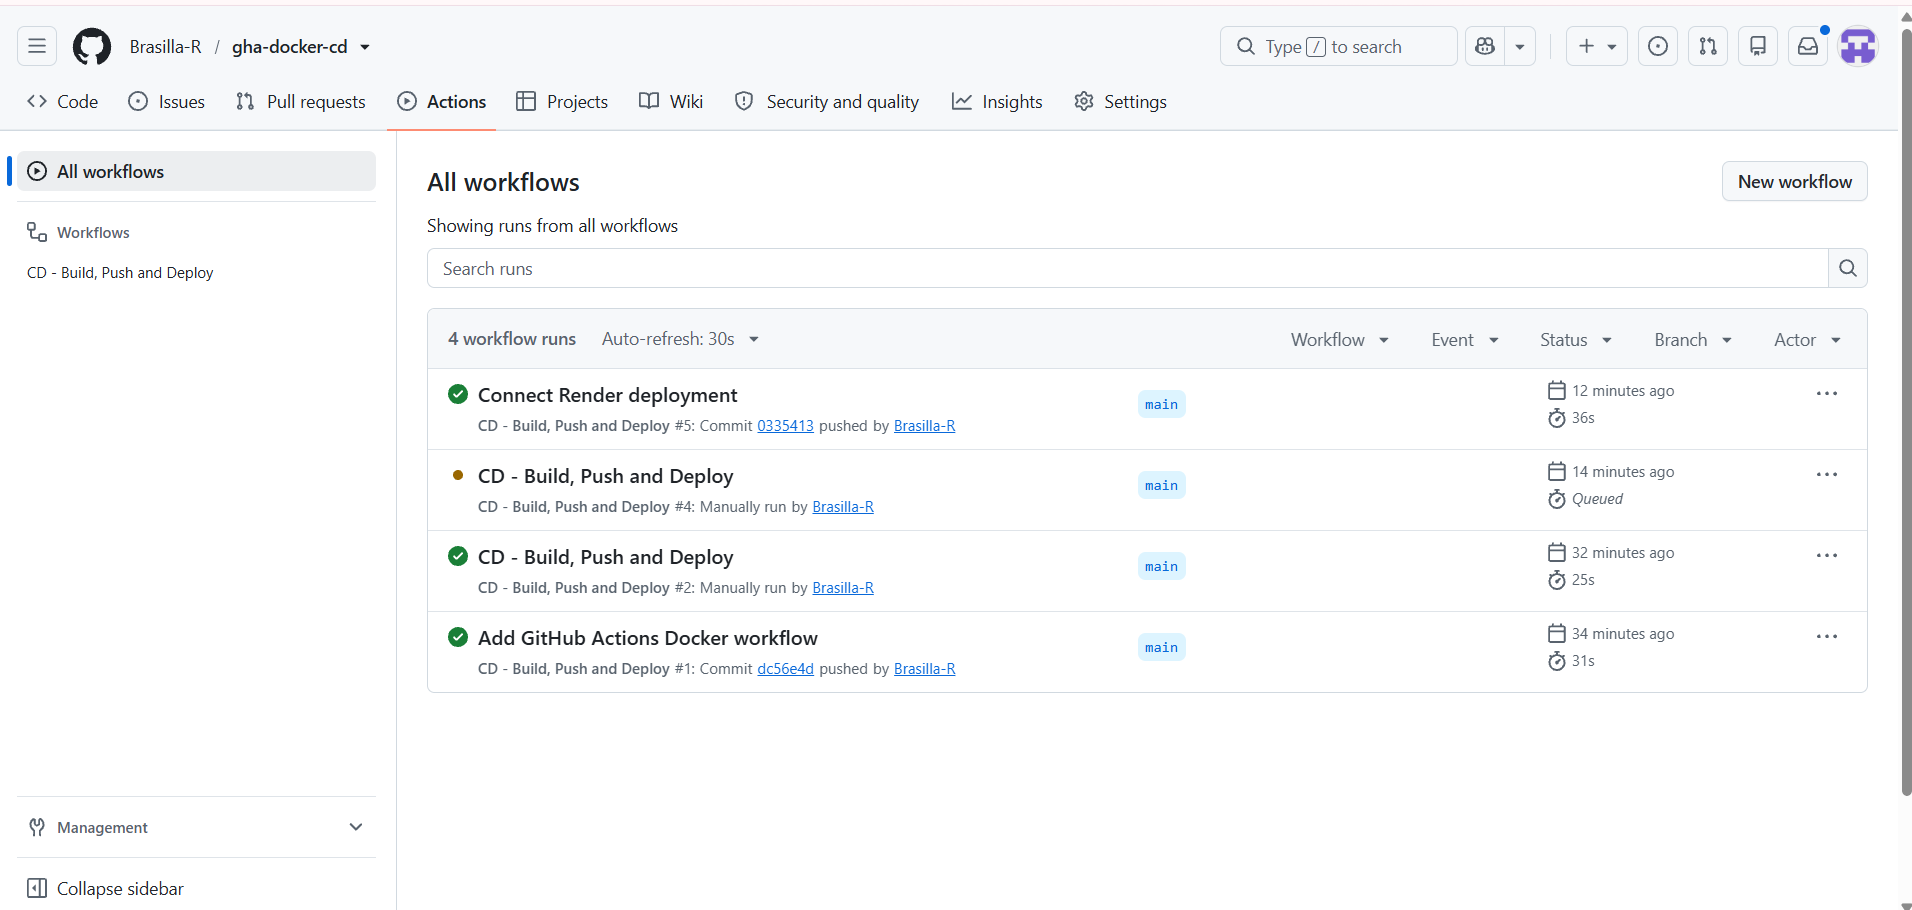 Brasilla-R / gha-docker-cd
Type / to search
Code
Issues
Pull requests
Actions
Projects
Wiki
Security and quality
Insights
Settings
All workflows
Workflows
CD - Build, Push and Deploy
Management
Collapse sidebar
All workflows
New workflow
Showing runs from all workflows
Search runs
4 workflow runs
Auto-refresh: 30s
Workflow
Event
Status
Branch
Actor
Connect Render deployment
CD - Build, Push and Deploy #5: Commit 0335413 pushed by Brasilla-R
main
12 minutes ago
36s
CD - Build, Push and Deploy
CD - Build, Push and Deploy #4: Manually run by Brasilla-R
main
14 minutes ago
Queued
CD - Build, Push and Deploy
CD - Build, Push and Deploy #2: Manually run by Brasilla-R
main
32 minutes ago
25s
Add GitHub Actions Docker workflow
CD - Build, Push and Deploy #1: Commit dc56e4d pushed by Brasilla-R
main
34 minutes ago
31s